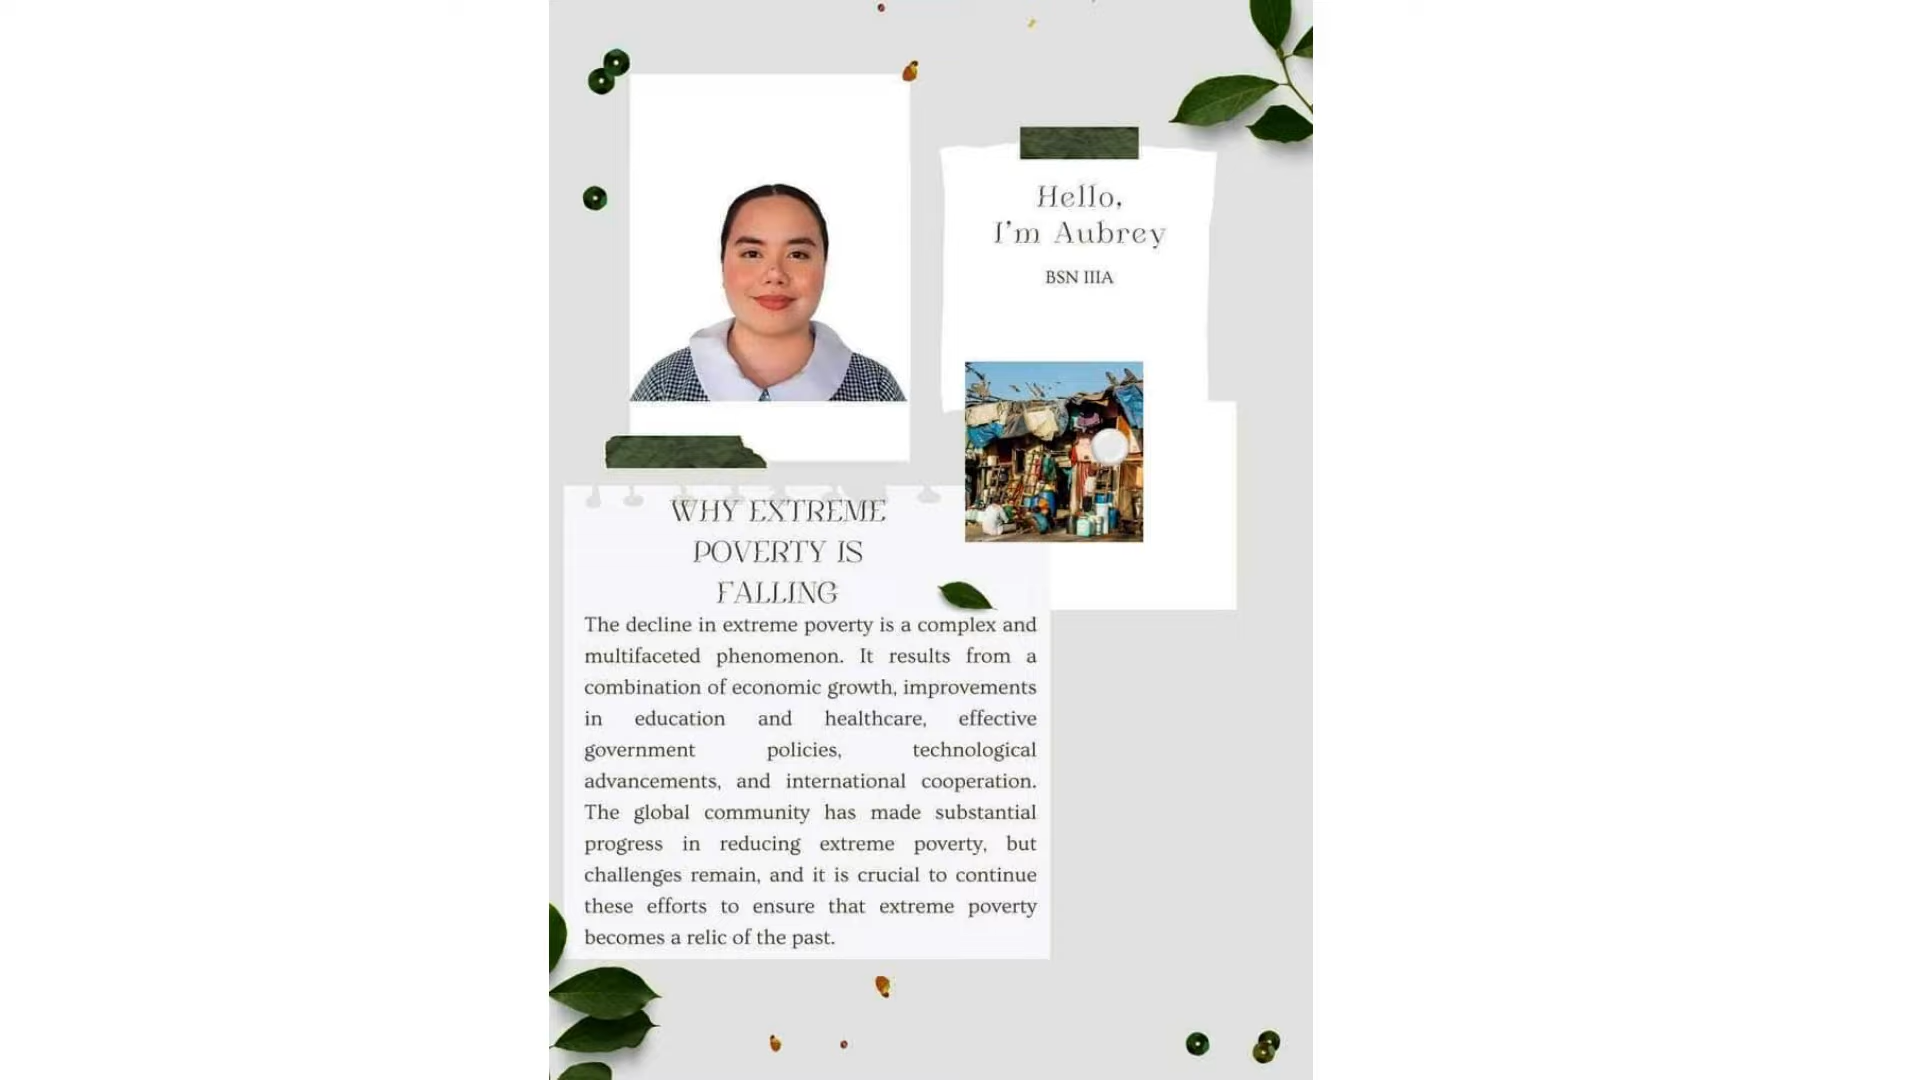 Hello,
I'm Aubrey
BSN IIIA
WHY EXTREME
POVERTY IS
FALLING
The decline in extreme poverty is a complex and
multifaceted phenomenon. It results from a
combination of economic growth, improvements
in education and healthcare, effective
government policies, technological
advancements, and international cooperation.
The global community has made substantial
progress in reducing extreme poverty, but
challenges remain, and it is crucial to continue
these efforts to ensure that extreme poverty
becomes a relic of the past.